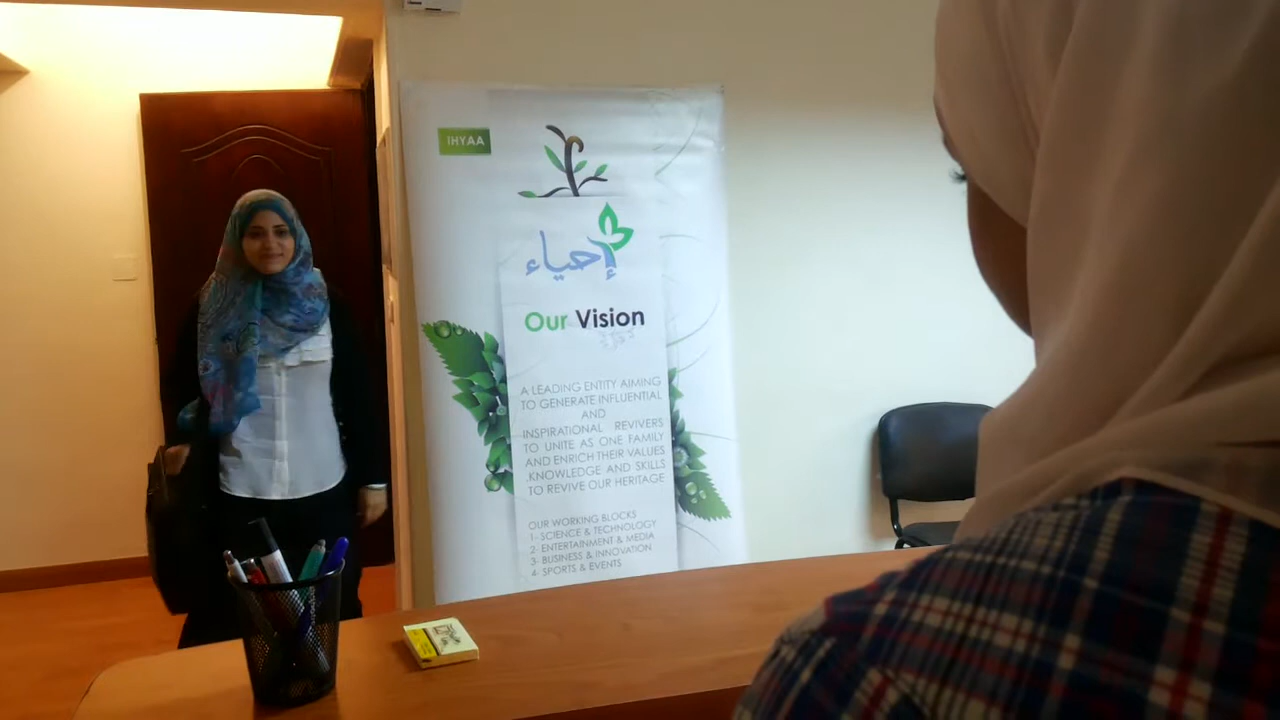 IHYAA
إحياء
Our Vision
A LEADING ENTITY AIMING
TO GENERATE INFLUENTIAL
AND
INSPIRATIONAL REVIVERS
TO UNITE AS ONE FAMILY
AND ENRICH THEIR VALUES
,KNOWLEDGE AND SKILLS
TO REVIVE OUR HERITAGE
OUR WORKING BLOCKS
1- SCIENCE & TECHNOLOGY
2- ENTERTAINMENT & MEDIA
3- BUSINESS & INNOVATION
4- SPORTS & EVENTS